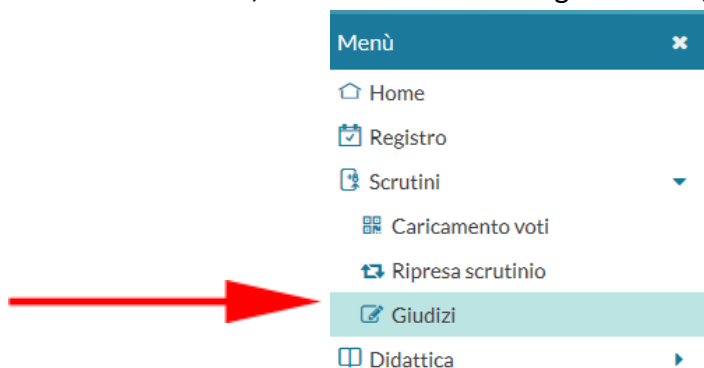 Menù
Home
Registro
Scrutini
Caricamento voti
Ripresa scrutinio
Giudizi
Didattica